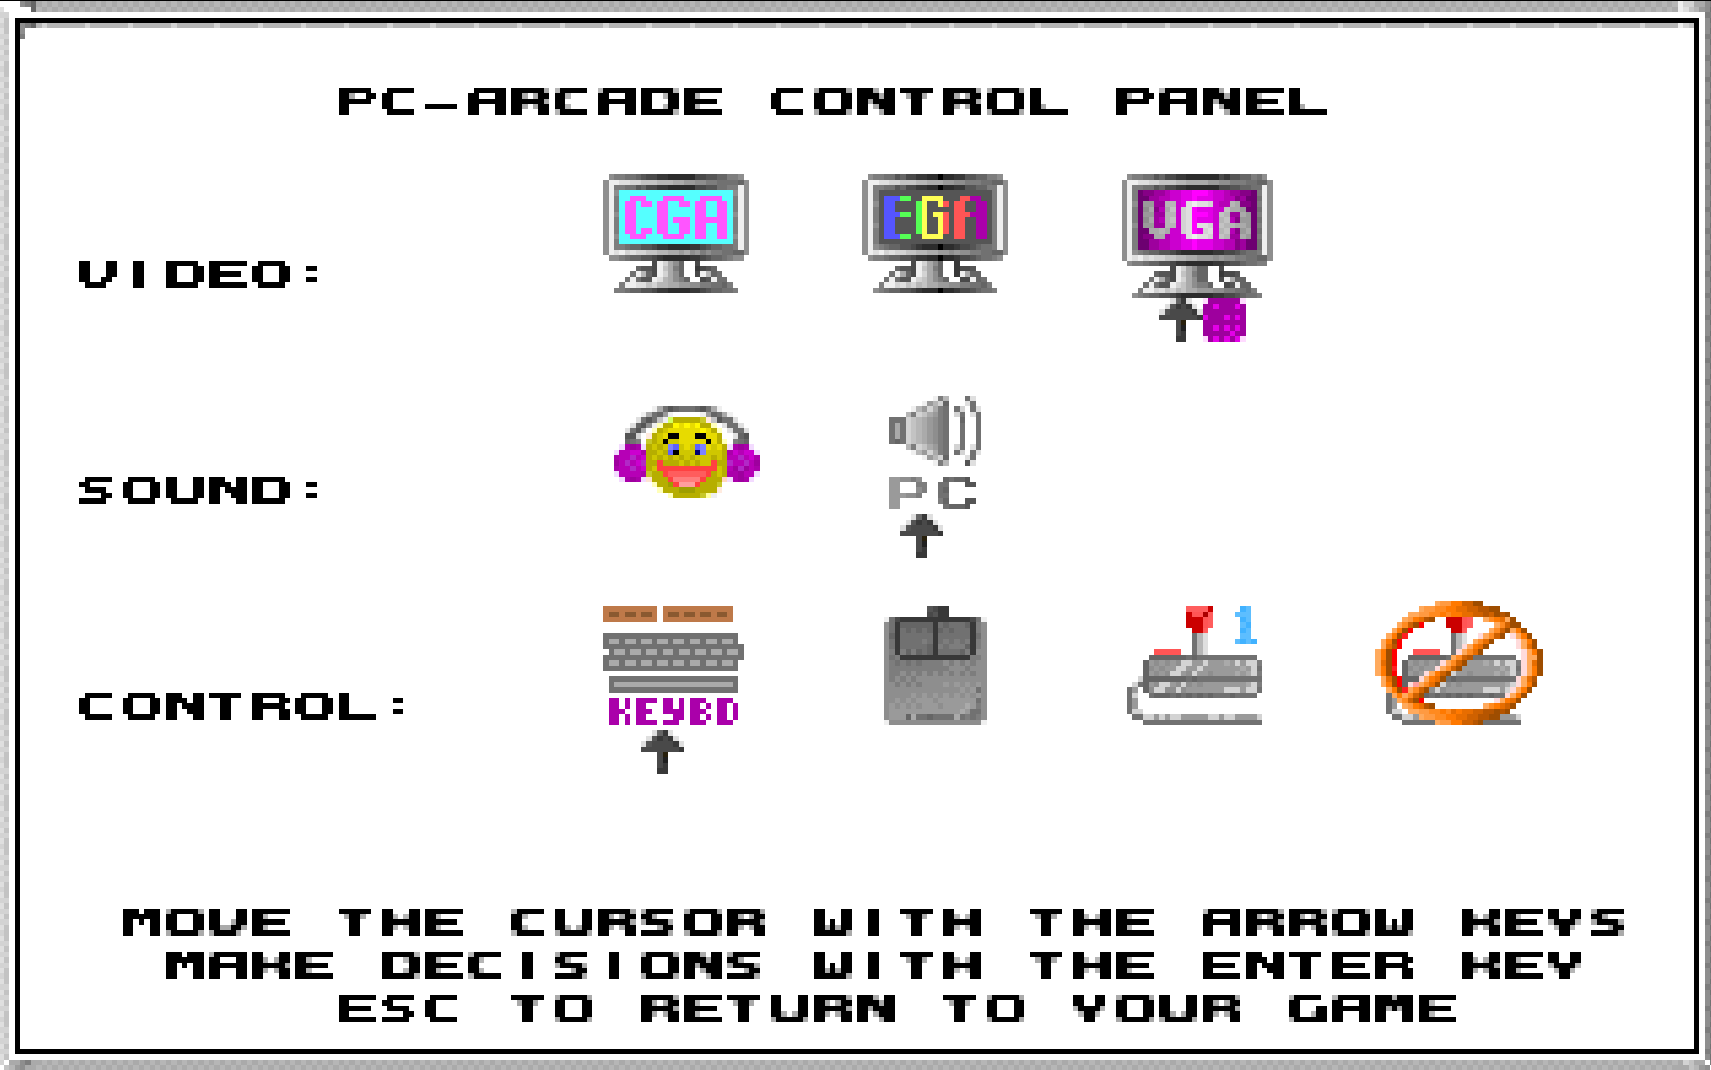 PC-ARCADE CONTROL PANEL
CGA EGA VGA
VIDEO:
SOUND:
PC
1
CONTROL:
KEYBD
MOVE THE CURSOR WITH THE ARROW KEYS
MAKE DECISIONS WITH THE ENTER KEY
ESC TO RETURN TO YOUR GAME